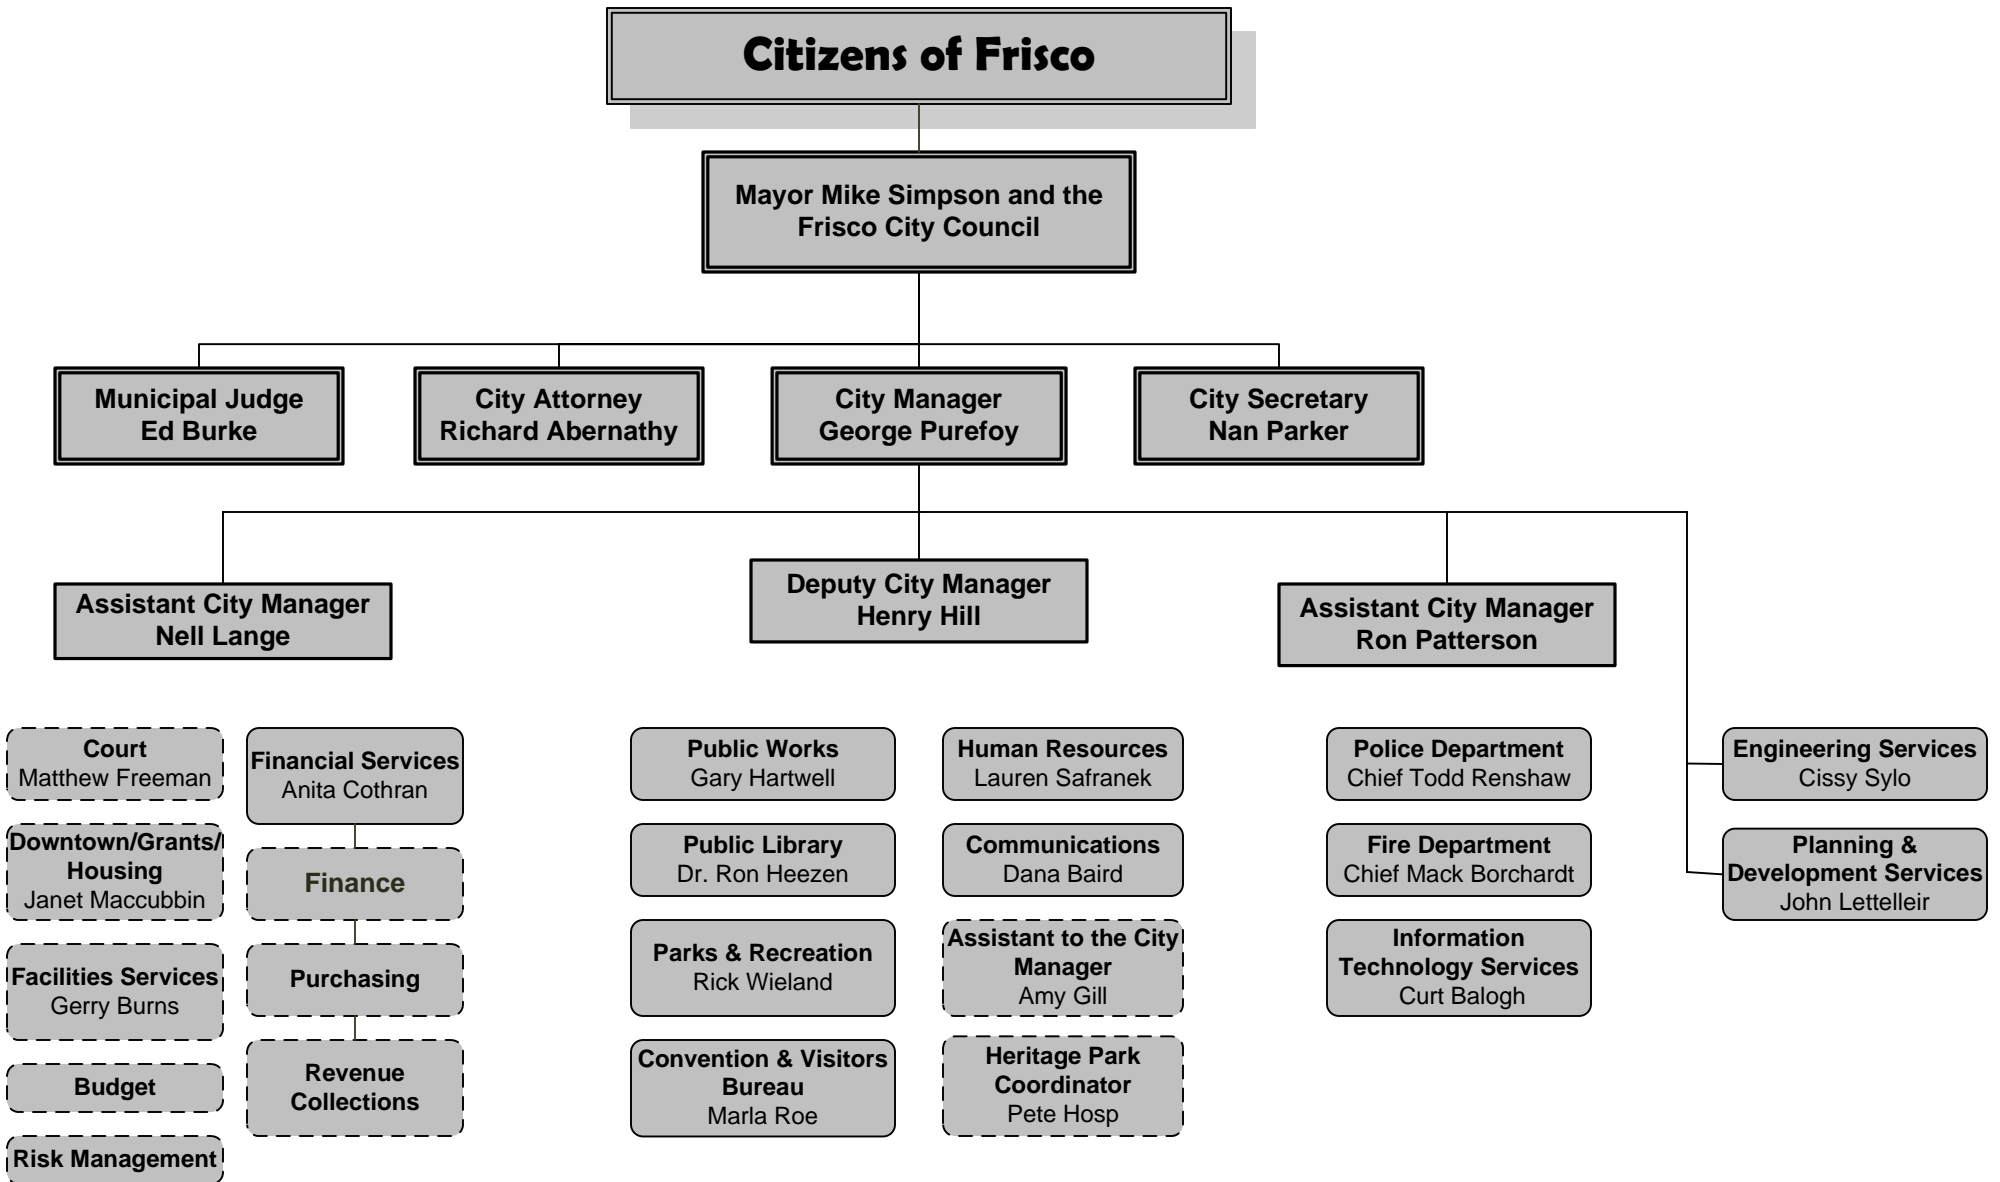 Citizens of Frisco
Mayor Mike Simpson and the
Frisco City Council
Municipal Judge
Ed Burke
City Attorney
Richard Abernathy
City Manager
George Purefoy
City Secretary
Nan Parker
Assistant City Manager
Nell Lange
Deputy City Manager
Henry Hill
Assistant City Manager
Ron Patterson
Court
Matthew Freeman
Downtown/Grants/
Housing
Janet Maccubbin
Facilities Services
Gerry Burns
Budget
Risk Management
Financial Services
Anita Cothran
Finance
Purchasing
Revenue
Collections
Public Works
Gary Hartwell
Public Library
Dr. Ron Heezen
Parks & Recreation
Rick Wieland
Convention & Visitors
Bureau
Marla Roe
Human Resources
Lauren Safranek
Communications
Dana Baird
Assistant to the City
Manager
Amy Gill
Heritage Park
Coordinator
Pete Hosp
Police Department
Chief Todd Renshaw
Fire Department
Chief Mack Borchardt
Information
Technology Services
Curt Balogh
Engineering Services
Cissy Sylo
Planning &
Development Services
John Lettelleir